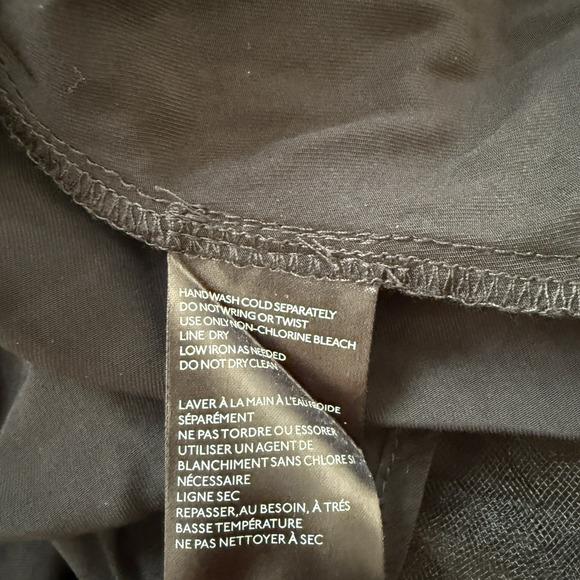 HANDWASH COLD SEPARATELY
DO NOT WRING OR TWIST
USE ONLY NON-CHLORINE BLEACH
LINE DRY
LOW IRON AS NEEDED
DO NOT DRY CLEAN
LAVER À LA MAIN À L'EAU FROIDE
SÉPARÉMENT
NE PAS TORDRE OU ESSORER
UTILISER UN AGENT DE
BLANCHIMENT SANS CHLORE SI
NÉCESSAIRE
LIGNE SEC
REPASSER, AU BESOIN, À TRÉS
BASSE TEMPÉRATURE
NE PAS NETTOYER À SEC